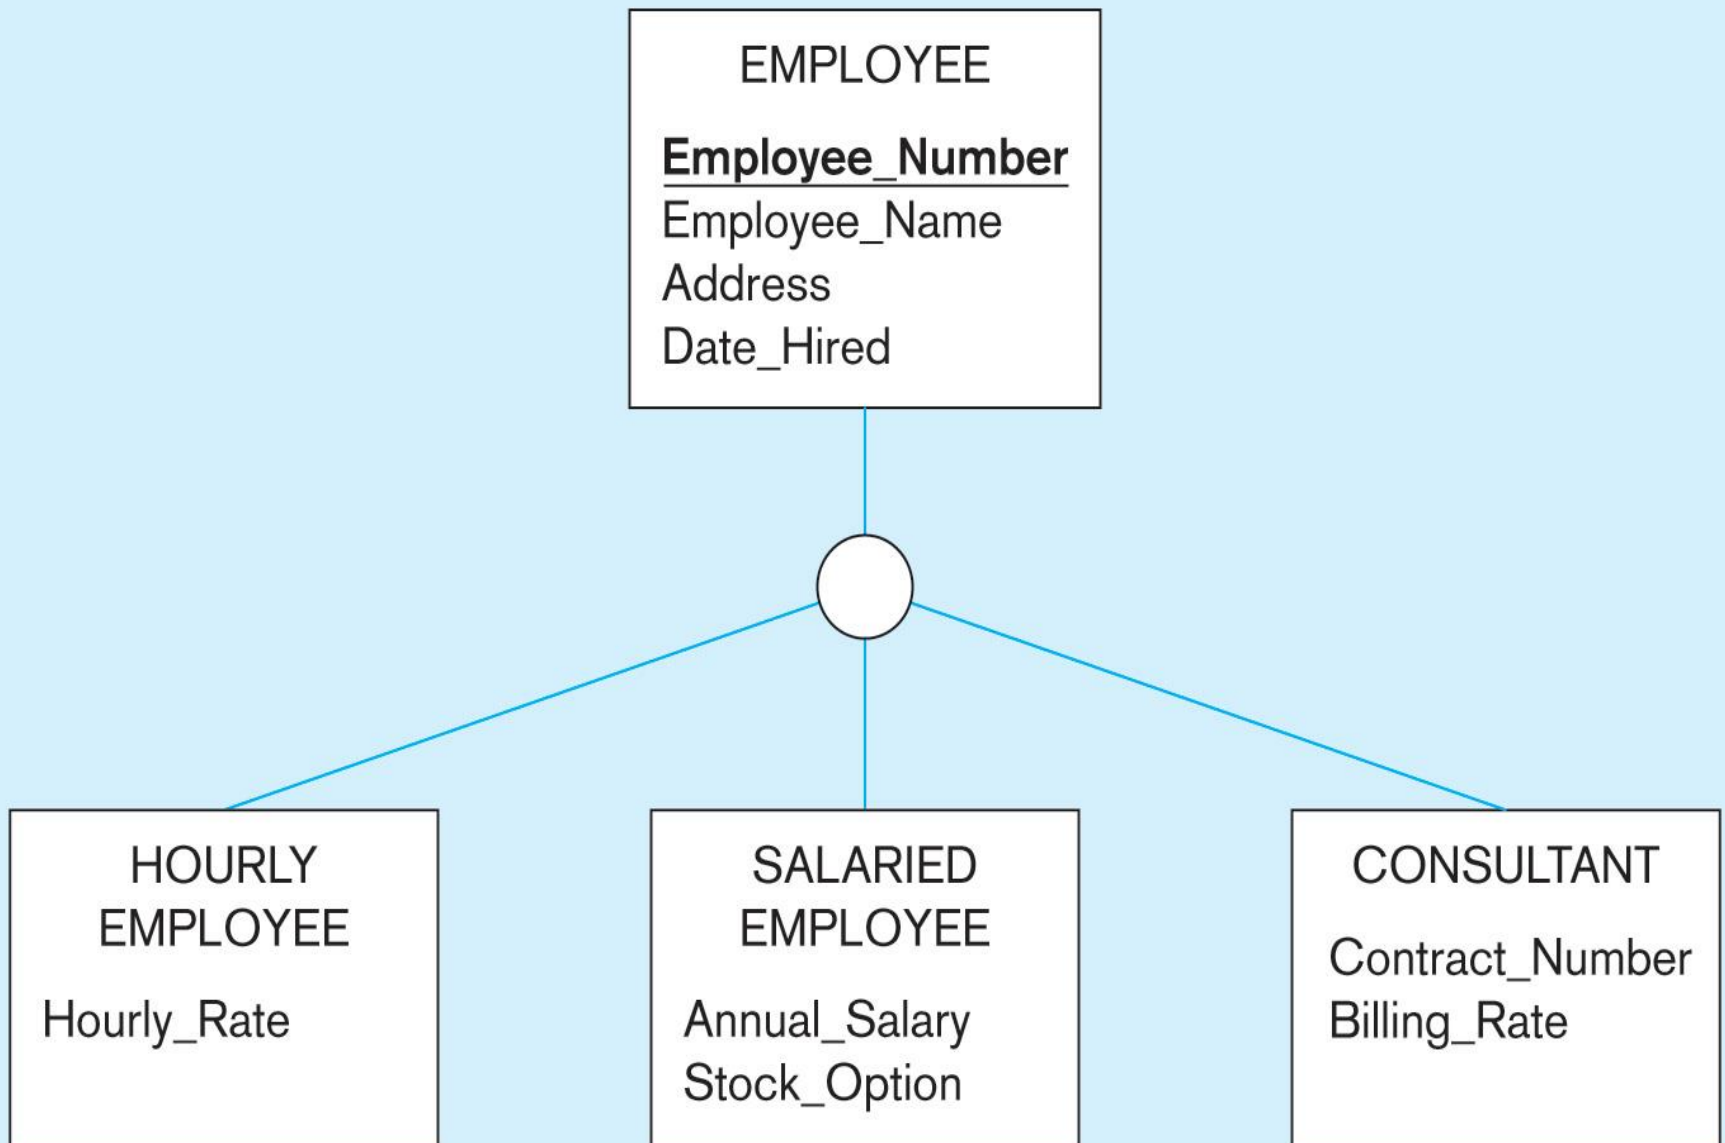 EMPLOYEE
Employee_Number
Employee_Name
Address
Date_Hired
HOURLY
EMPLOYEE
Hourly_Rate
SALARIED
EMPLOYEE
Annual_Salary
Stock_Option
CONSULTANT
Contract_Number
Billing_Rate